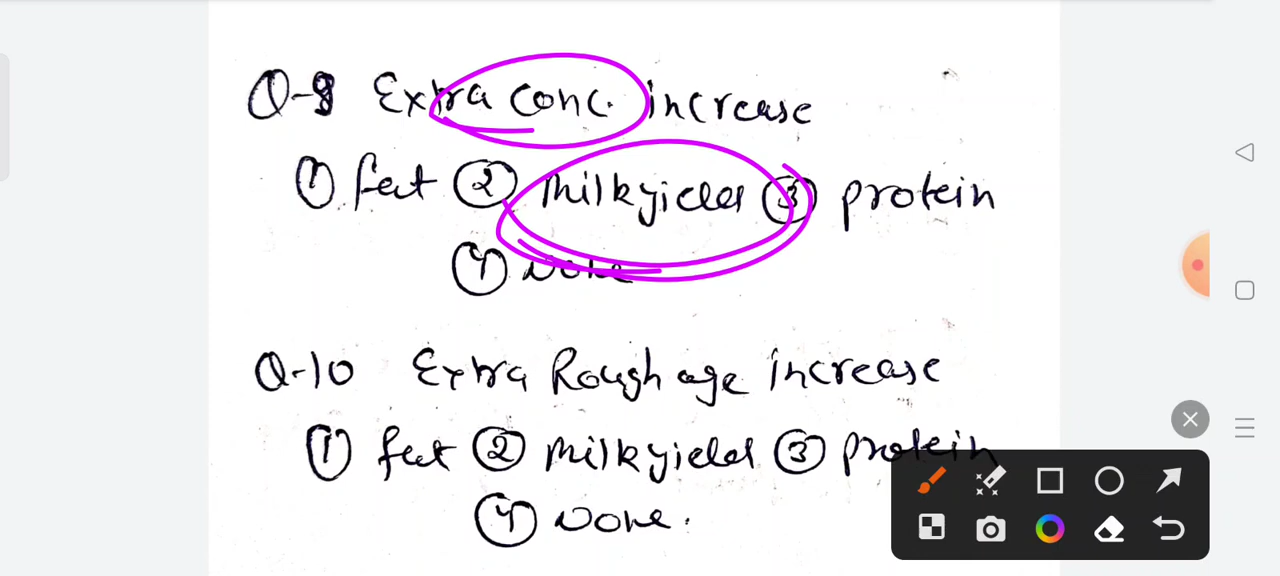 Q-9 Extra conc. increase
① fat ② milkyield ③ protein
④ None
Q-10 Extra Roughage increase
① fat ② milkyield ③ protein
④ None.